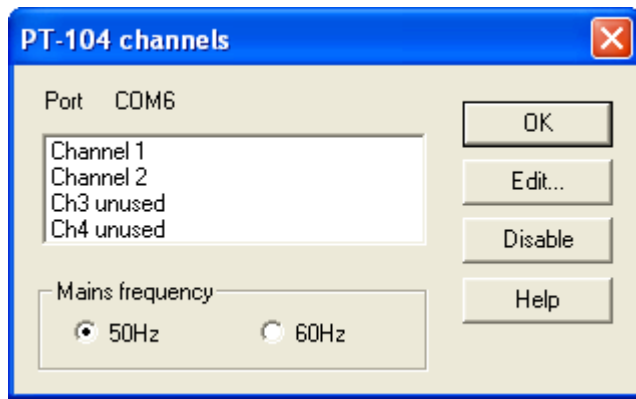 PT-104 channels
Port COM6
Channel 1
Channel 2
Ch3 unused
Ch4 unused
Mains frequency
50Hz 60Hz
OK
Edit...
Disable
Help